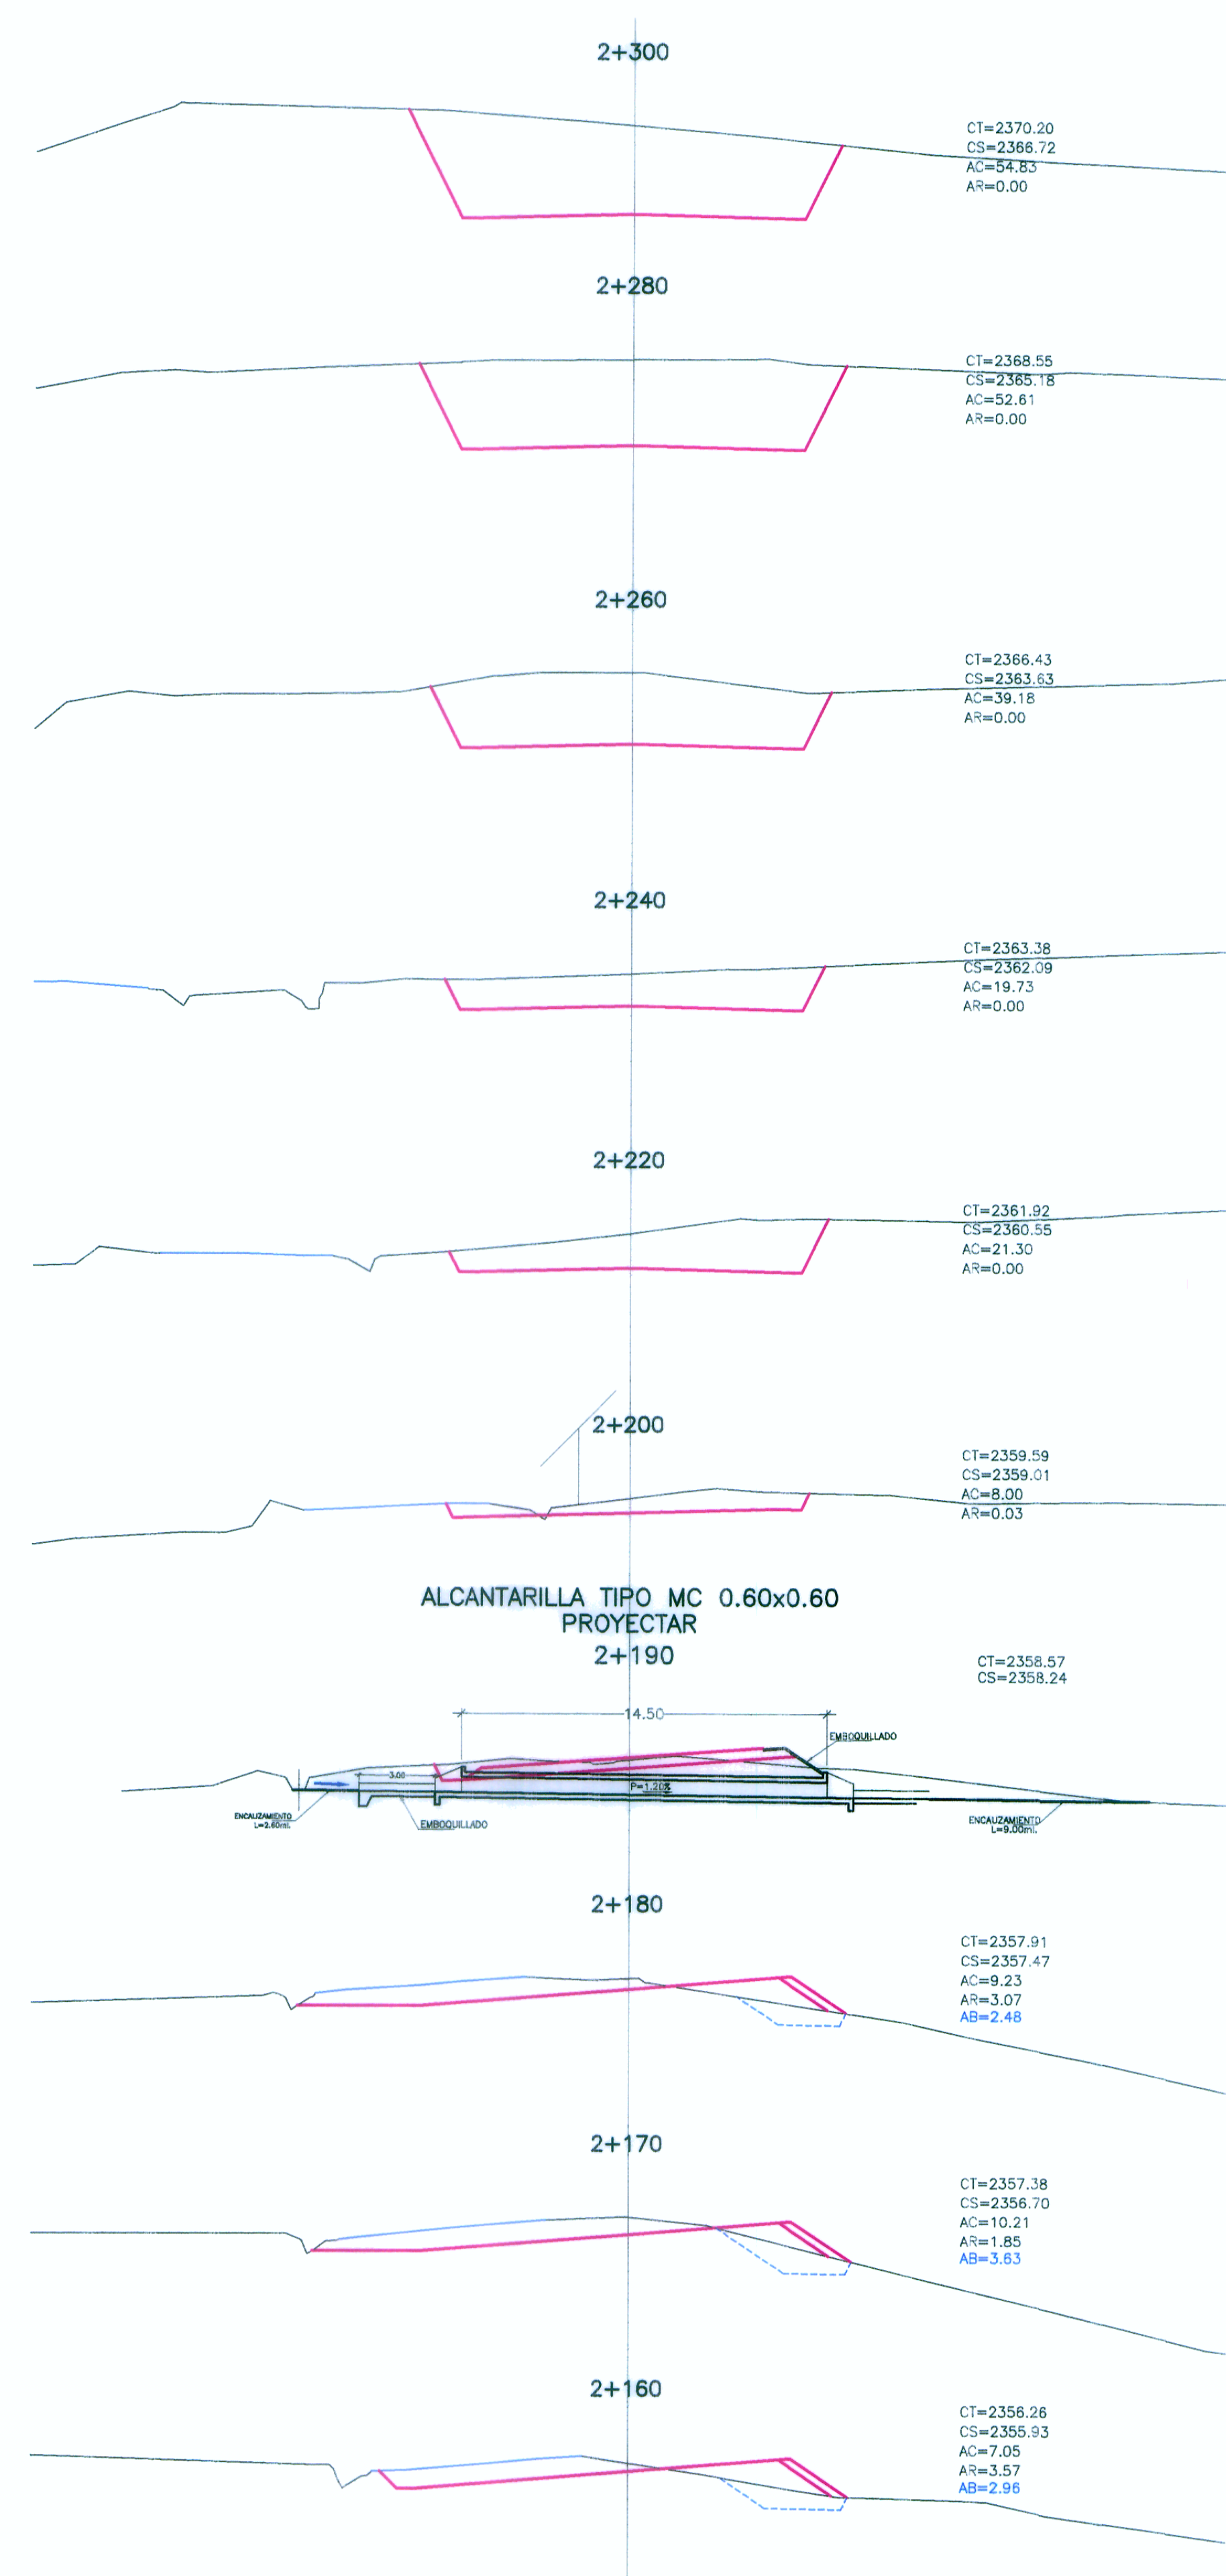 2+300
CT=2370.20
CS=2366.72
AC=54.83
AR=0.00
2+280
CT=2368.55
CS=2365.18
AC=52.61
AR=0.00
2+260
CT=2366.43
CS=2363.63
AC=39.18
AR=0.00
2+240
CT=2363.38
CS=2362.09
AC=19.73
AR=0.00
2+220
CT=2361.92
CS=2360.55
AC=21.30
AR=0.00
2+200
CT=2359.59
CS=2359.01
AC=8.00
AR=0.03
ALCANTARILLA TIPO MC 0.60x0.60
PROYECTAR
2+190
CT=2358.57
CS=2358.24
14.50
EMBOQUILLADO
3.00
P=1.20%
ENCAUZAMIENTO
L=2.60ml.
EMBOQUILLADO
ENCAUZAMIENTO
L=9.00ml.
2+180
CT=2357.91
CS=2357.47
AC=9.23
AR=3.07
AB=2.48
2+170
CT=2357.38
CS=2356.70
AC=10.21
AR=1.85
AB=3.63
2+160
CT=2356.26
CS=2355.93
AC=7.05
AR=3.57
AB=2.96